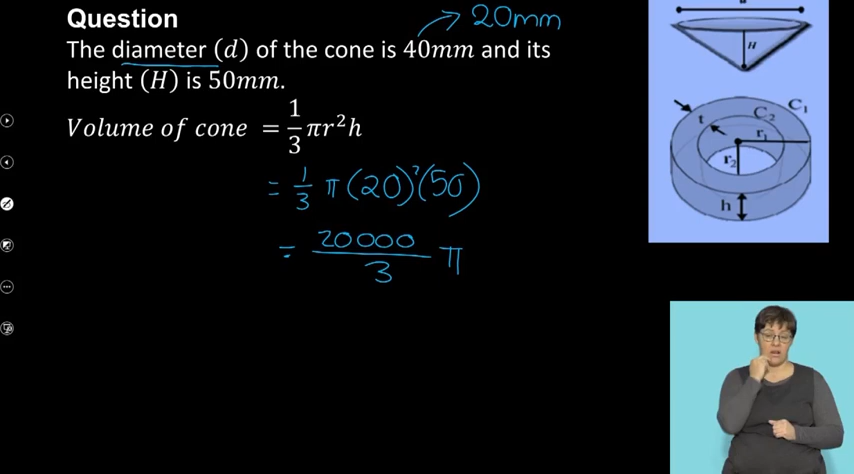 Question
→ 20mm
The diameter (d) of the cone is 40mm and its
height (H) is 50mm.
Volume of cone = 1/3 πr²h
= 1/3 π(20)²(50)
= 20000/3 π
d
H
C₁
C₂
t
r₁
r₂
h